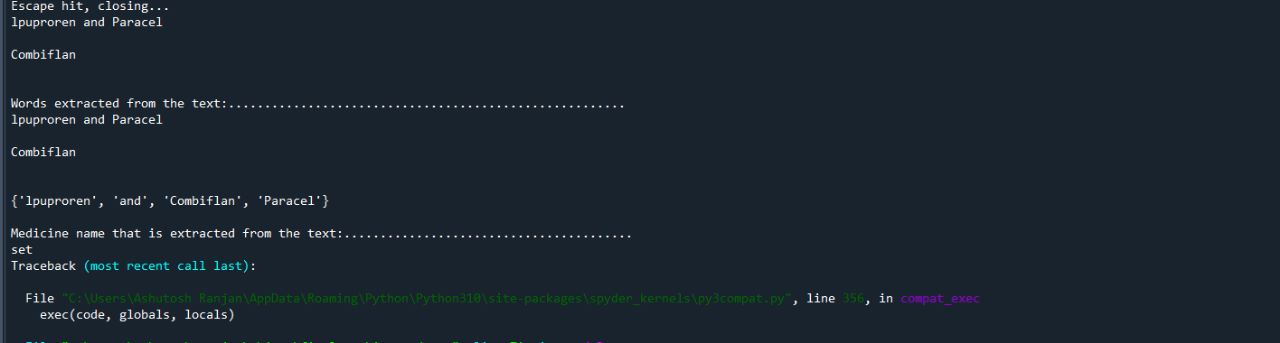 Escape hit, closing...
lpuproren and Paracel
Combiflan
Words extracted from the text:.......................................................
lpuproren and Paracel
Combiflan
{'lpuproren', 'and', 'Combiflan', 'Paracel'}
Medicine name that is extracted from the text:........................................
set
Traceback (most recent call last):
File "C:\Users\Ashutosh Ranjan\AppData\Roaming\Python\Python310\site-packages\spyder_kernels\py3compat.py", line 356, in compat_exec
exec(code, globals, locals)